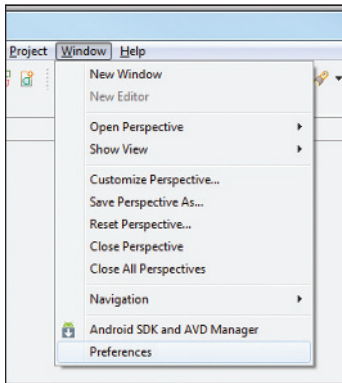 Project Window Help
New Window
New Editor
Open Perspective
Show View
Customize Perspective...
Save Perspective As...
Reset Perspective...
Close Perspective
Close All Perspectives
Navigation
Android SDK and AVD Manager
Preferences